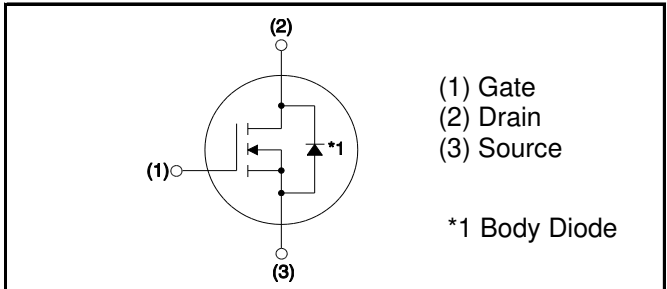 (2)
(1)
*1
(3)
(1) Gate
(2) Drain
(3) Source
*1 Body Diode